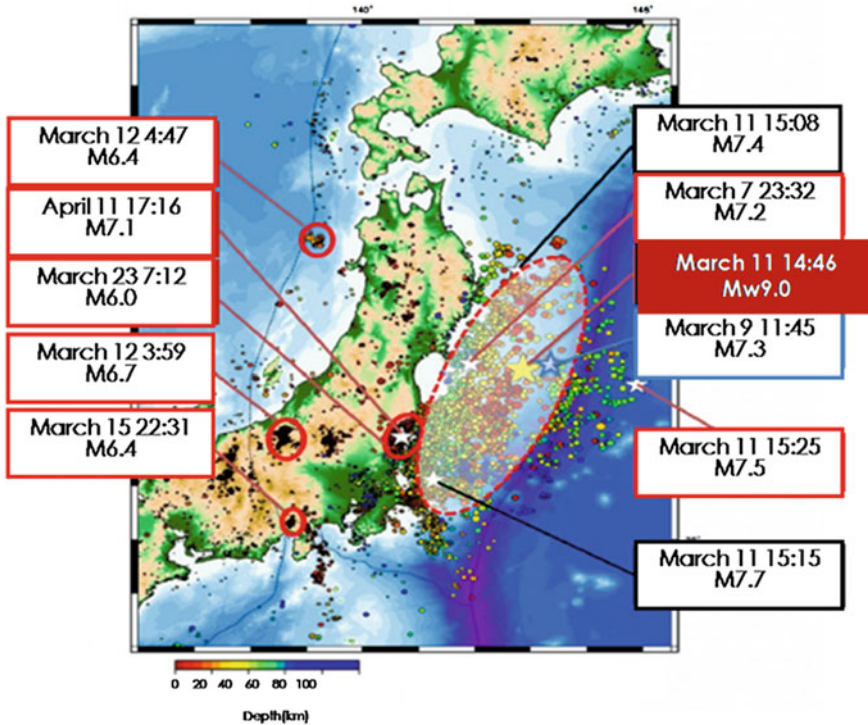 140°
145°
March 12 4:47
M6.4
April 11 17:16
M7.1
March 23 7:12
M6.0
March 12 3:59
M6.7
March 15 22:31
M6.4
March 11 15:08
M7.4
March 7 23:32
M7.2
March 11 14:46
Mw9.0
March 9 11:45
M7.3
March 11 15:25
M7.5
March 11 15:15
M7.7
0 20 40 60 80 100
Depth(km)